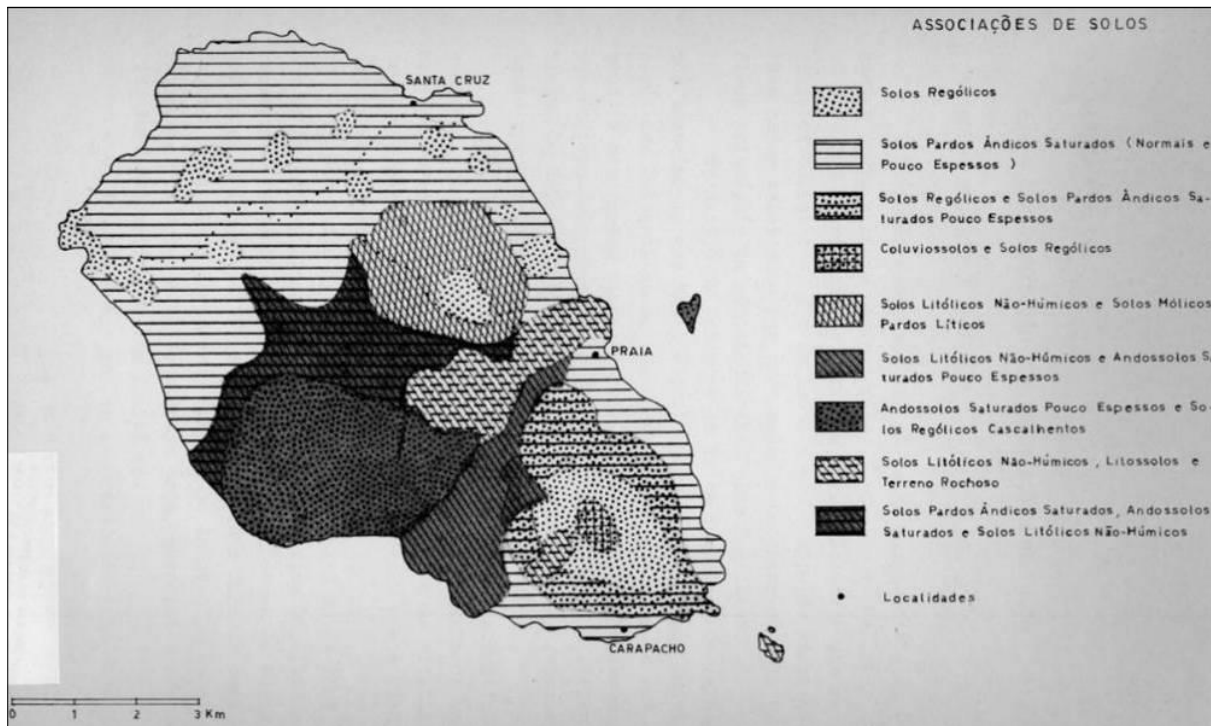 ASSOCIAÇÕES DE SOLOS
Solos Rególicos
Solos Pardos Ândicos Saturados (Normais e
Pouco Espessos)
Solos Rególicos e Solos Pardos Ândicos Sa-
turados Pouco Espessos
Coluviossolos e Solos Rególicos
Solos Litólicos Não-Húmicos e Solos Mólicos
Pardos Líticos
Solos Litólicos Não-Húmicos e Andossolos S
turados Pouco Espessos
Andossolos Saturados Pouco Espessos e So-
los Rególicos Cascalhentos
Solos Litólicos Não-Húmicos, Litossolos e
Terreno Rochoso
Solos Pardos Ândicos Saturados, Andossolos
Saturados e Solos Litólicos Não-Húmicos
Localidades
SANTA CRUZ
PRAIA
CARAPACHO
0 1 2 3 Km